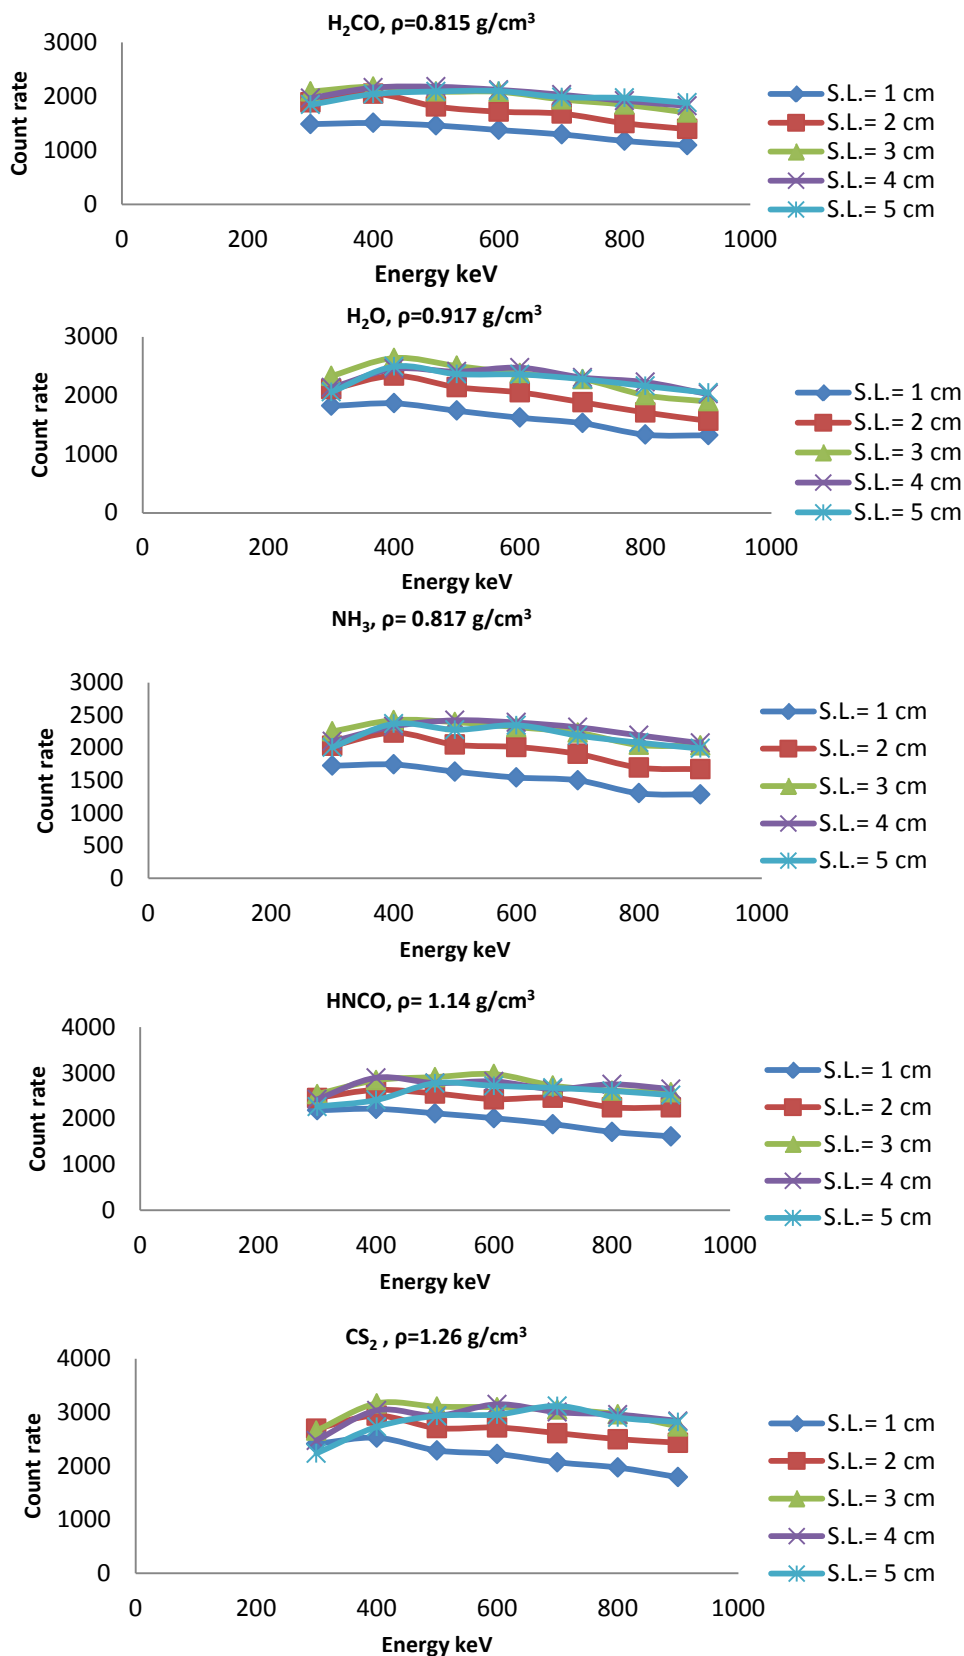 H₂CO, ρ=0.815 g/cm³
3000
2000
1000
0
Count rate
0 200 400 600 800 1000
Energy keV
S.L.= 1 cm
S.L.= 2 cm
S.L.= 3 cm
S.L.= 4 cm
S.L.= 5 cm
H₂O, ρ=0.917 g/cm³
3000
2000
1000
0
Count rate
0 200 400 600 800 1000
Energy keV
S.L.= 1 cm
S.L.= 2 cm
S.L.= 3 cm
S.L.= 4 cm
S.L.= 5 cm
NH₃, ρ= 0.817 g/cm³
3000
2500
2000
1500
1000
500
0
Count rate
0 200 400 600 800 1000
Energy keV
S.L.= 1 cm
S.L.= 2 cm
S.L.= 3 cm
S.L.= 4 cm
S.L.= 5 cm
HNCO, ρ= 1.14 g/cm³
4000
3000
2000
1000
0
Count rate
0 200 400 600 800 1000
Energy keV
S.L.= 1 cm
S.L.= 2 cm
S.L.= 3 cm
S.L.= 4 cm
S.L.= 5 cm
CS₂ , ρ=1.26 g/cm³
4000
3000
2000
1000
0
Count rate
0 200 400 600 800 1000
Energy keV
S.L.= 1 cm
S.L.= 2 cm
S.L.= 3 cm
S.L.= 4 cm
S.L.= 5 cm